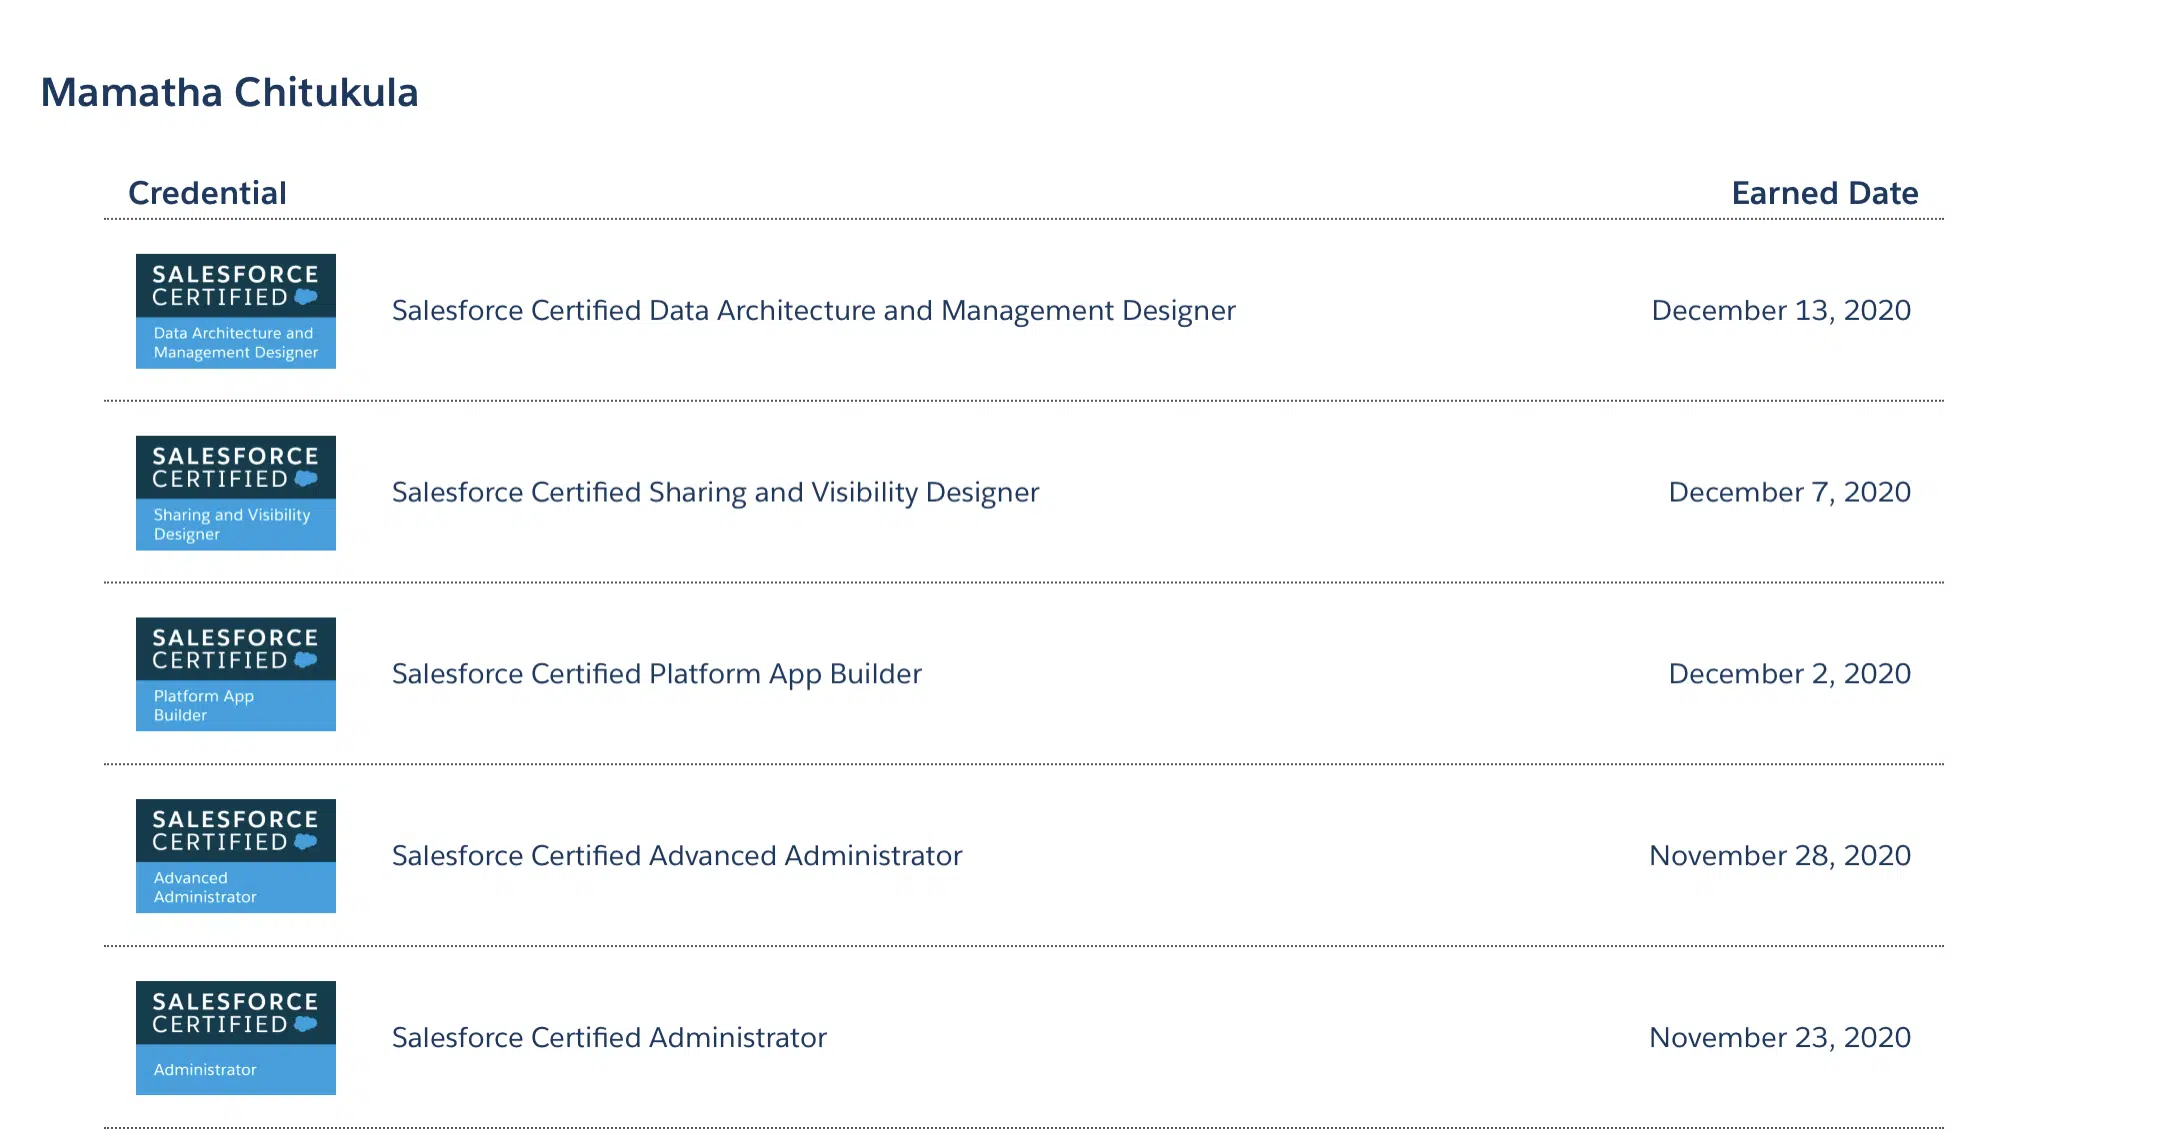 Mamatha Chitukula
Credential Earned Date
SALESFORCE
CERTIFIED
Data Architecture and
Management Designer
Salesforce Certified Data Architecture and Management Designer December 13, 2020
SALESFORCE
CERTIFIED
Sharing and Visibility
Designer
Salesforce Certified Sharing and Visibility Designer December 7, 2020
SALESFORCE
CERTIFIED
Platform App
Builder
Salesforce Certified Platform App Builder December 2, 2020
SALESFORCE
CERTIFIED
Advanced
Administrator
Salesforce Certified Advanced Administrator November 28, 2020
SALESFORCE
CERTIFIED
Administrator
Salesforce Certified Administrator November 23, 2020